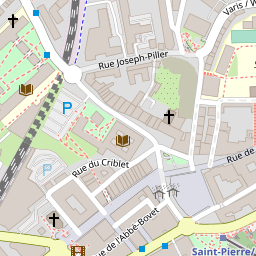 Varis / 
Rue Joseph-Piller
P
Rue de
P
Rue du Criblet
Saint-Pierre/
Rue de l'Abbé-Bovet